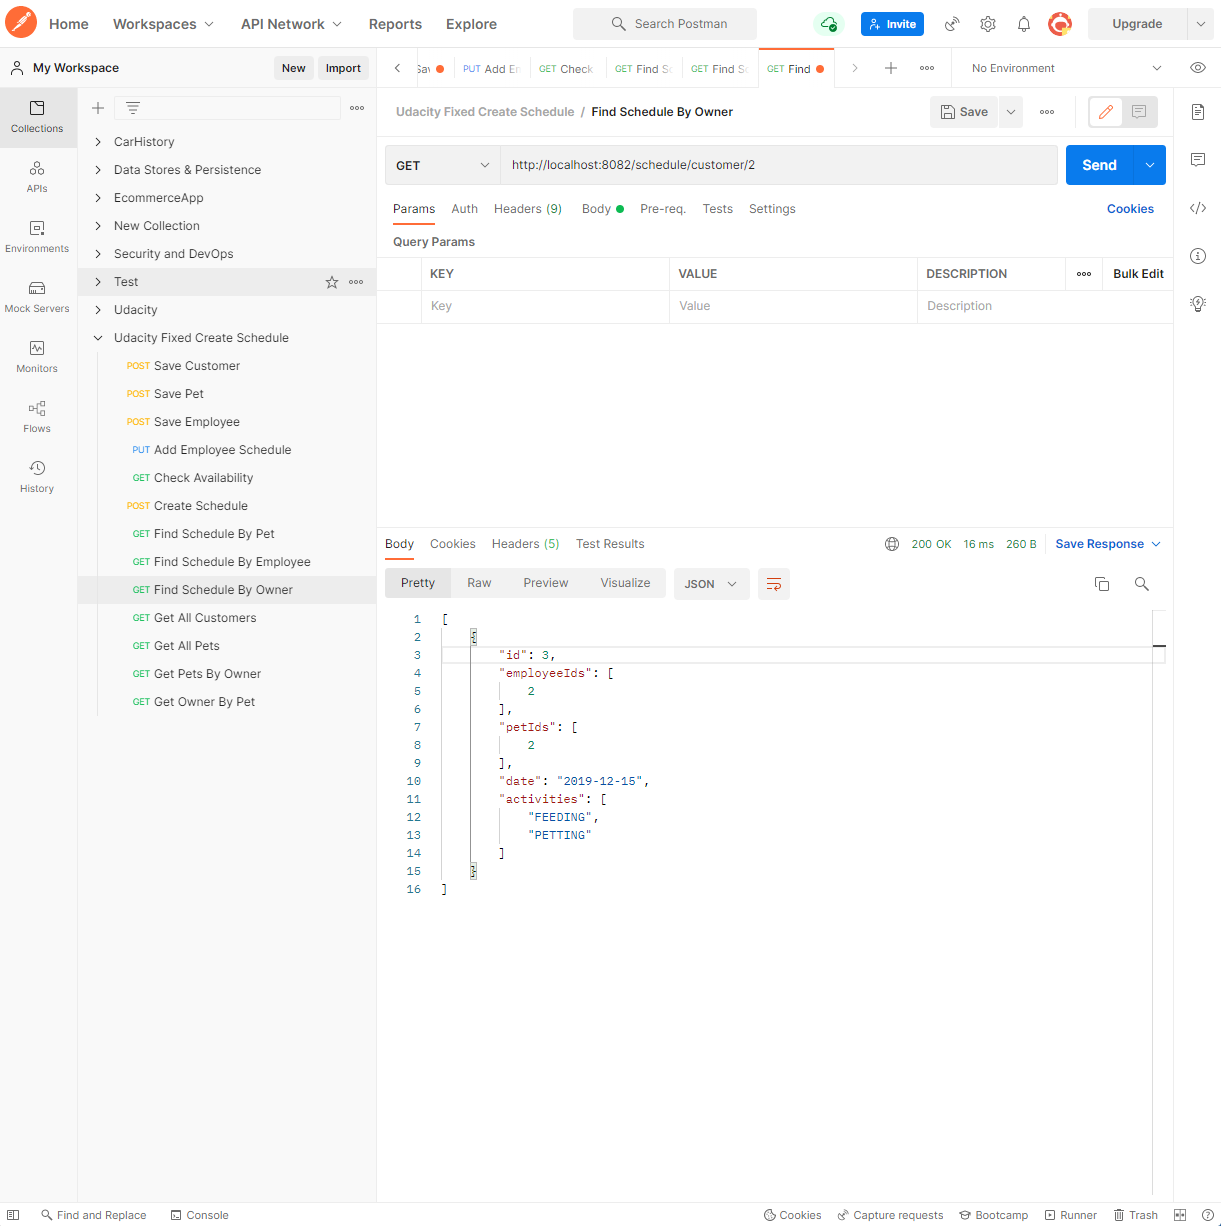 Home Workspaces API Network Reports Explore Search Postman Invite Upgrade
My Workspace New Import
Sav PUT Add En GET Check GET Find Sc GET Find Sc GET Find No Environment
Collections
APIs
Environments
Mock Servers
Monitors
Flows
History
CarHistory
Data Stores & Persistence
EcommerceApp
New Collection
Security and DevOps
Test
Udacity
Udacity Fixed Create Schedule
POST Save Customer
POST Save Pet
POST Save Employee
PUT Add Employee Schedule
GET Check Availability
POST Create Schedule
GET Find Schedule By Pet
GET Find Schedule By Employee
GET Find Schedule By Owner
GET Get All Customers
GET Get All Pets
GET Get Pets By Owner
GET Get Owner By Pet
Udacity Fixed Create Schedule / Find Schedule By Owner Save
GET http://localhost:8082/schedule/customer/2 Send
Params Auth Headers (9) Body Pre-req. Tests Settings Cookies
Query Params
KEY VALUE DESCRIPTION Bulk Edit
Key Value Description
Body Cookies Headers (5) Test Results 200 OK 16 ms 260 B Save Response
Pretty Raw Preview Visualize JSON
1 [
2 {
3 "id": 3,
4 "employeeIds": [
5 2
6 ],
7 "petIds": [
8 2
9 ],
10 "date": "2019-12-15",
11 "activities": [
12 "FEEDING",
13 "PETTING"
14 ]
15 }
16 ]
Find and Replace Console Cookies Capture requests Bootcamp Runner Trash